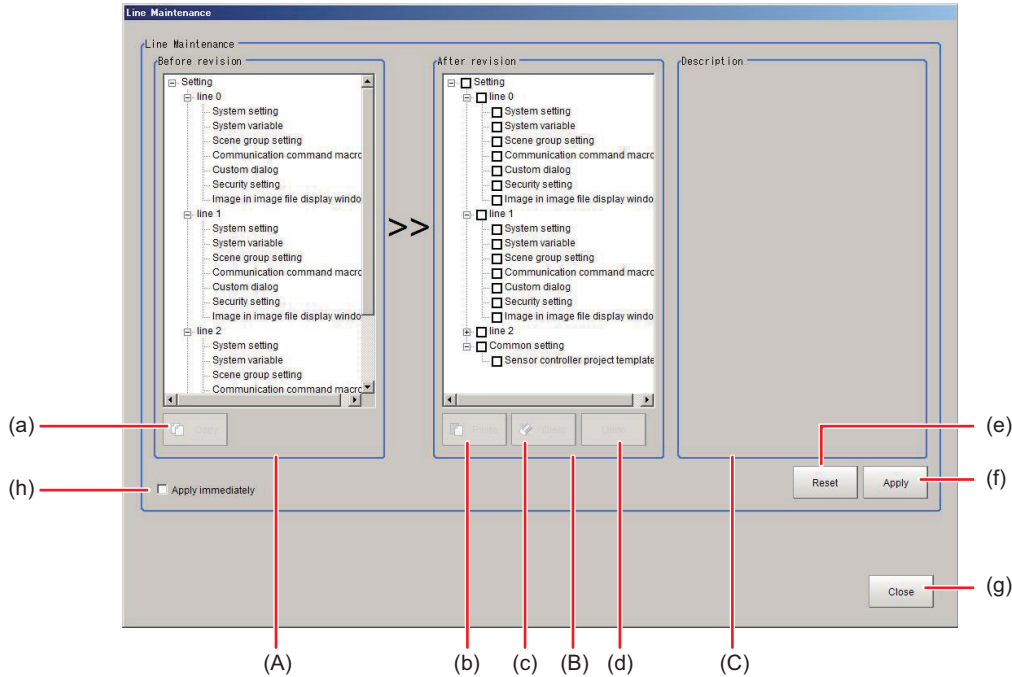 Line Maintenance
Line Maintenance
Before revision
Setting
line 0
System setting
System variable
Scene group setting
Communication command macro
Custom dialog
Security setting
Image in image file display windo
line 1
System setting
System variable
Scene group setting
Communication command macro
Custom dialog
Security setting
Image in image file display windo
line 2
System setting
System variable
Scene group setting
Communication command macro
Copy
>>
After revision
Setting
line 0
System setting
System variable
Scene group setting
Communication command macro
Custom dialog
Security setting
Image in image file display windo
line 1
System setting
System variable
Scene group setting
Communication command macro
Custom dialog
Security setting
Image in image file display windo
line 2
Common setting
Sensor controller project template
Paste
Clear
Undo
Description
Apply immediately
Reset
Apply
Close
(a)
(h)
(e)
(f)
(g)
(A)
(b)
(c)
(B)
(d)
(C)